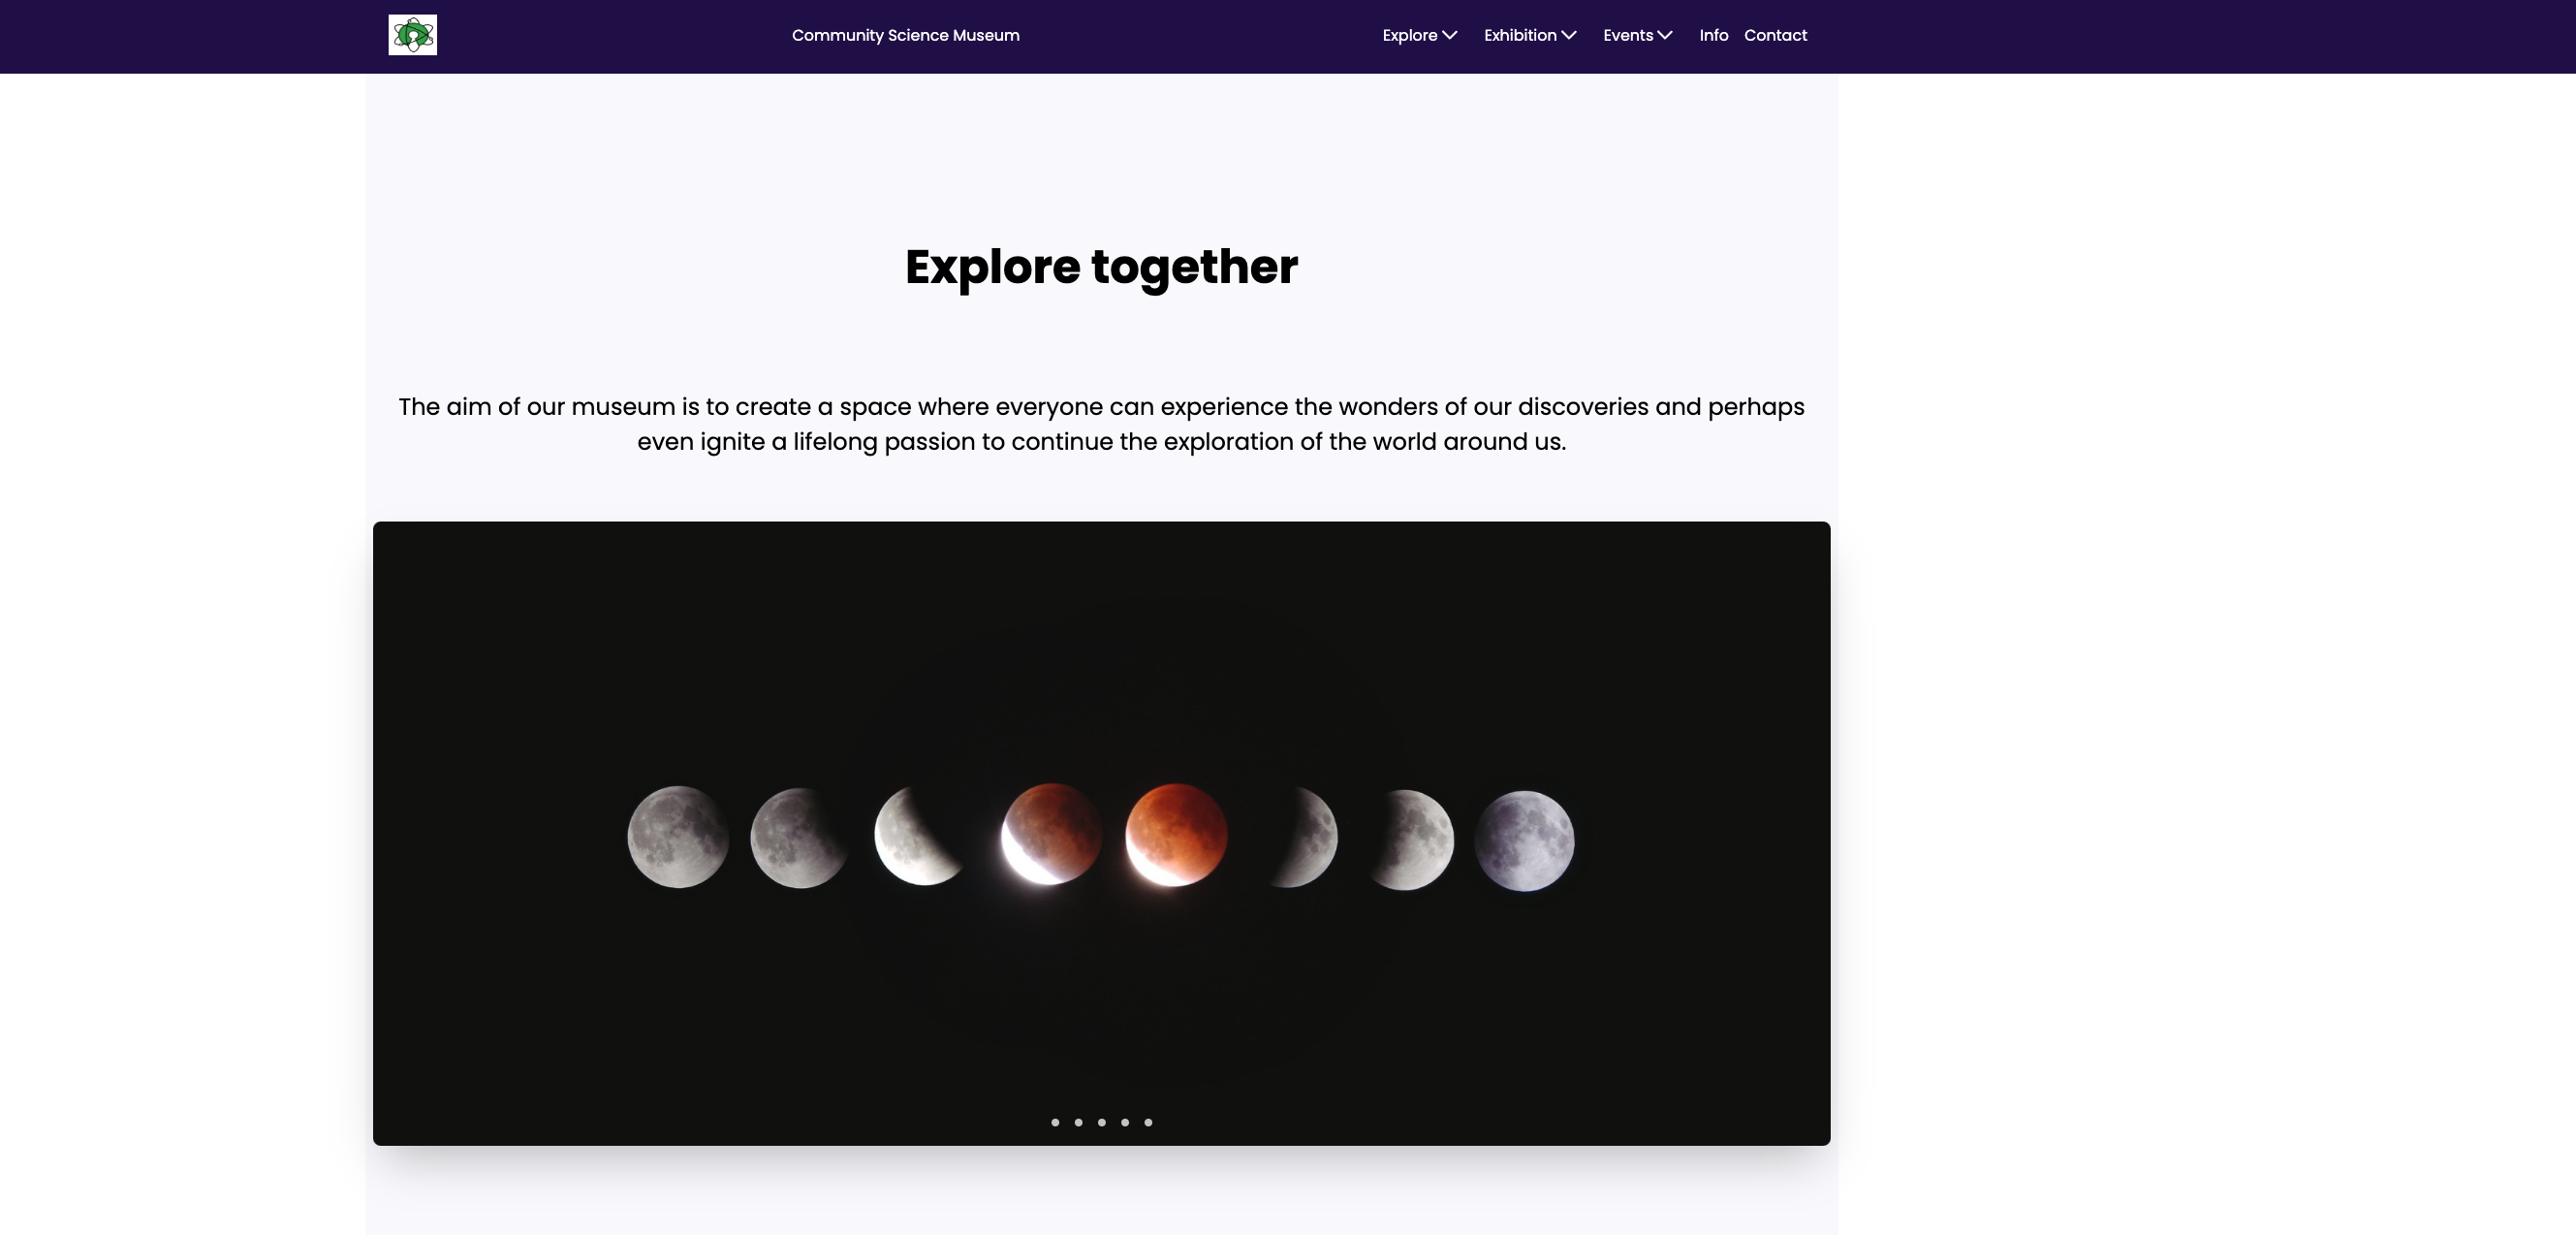 Community Science Museum
Explore
Exhibition
Events
Info
Contact
Explore together
The aim of our museum is to create a space where everyone can experience the wonders of our discoveries and perhaps
even ignite a lifelong passion to continue the exploration of the world around us.